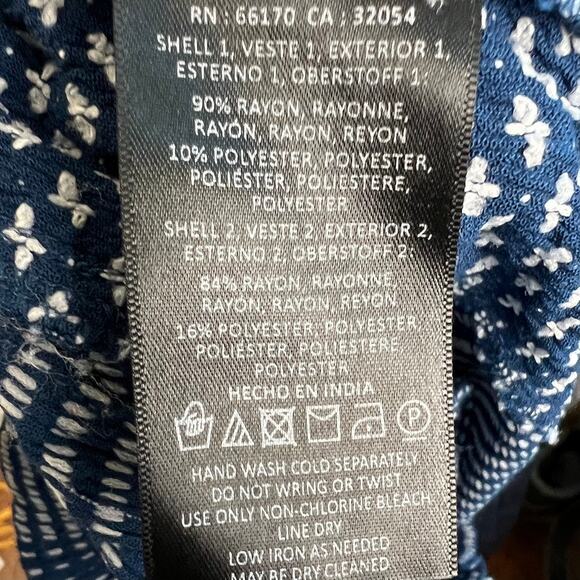 RN : 66170 CA : 32054
SHELL 1, VESTE 1, EXTERIOR 1,
ESTERNO 1, OBERSTOFF 1:
90% RAYON, RAYONNE,
RAYÓN, RAYON, REYON
10% POLYESTER, POLYESTER,
POLIÉSTER, POLIESTERE,
POLYESTER
SHELL 2, VESTE 2, EXTERIOR 2,
ESTERNO 2, OBERSTOFF 2:
84% RAYON, RAYONNE,
RAYÓN, RAYON, REYON
16% POLYESTER, POLYESTER,
POLIÉSTER, POLIESTERE
POLYESTER
HECHO EN INDIA
P
HAND WASH COLD SEPARATELY
DO NOT WRING OR TWIST
USE ONLY NON-CHLORINE BLEACH
LINE DRY
LOW IRON AS NEEDED
MAY BE DRY CLEANED